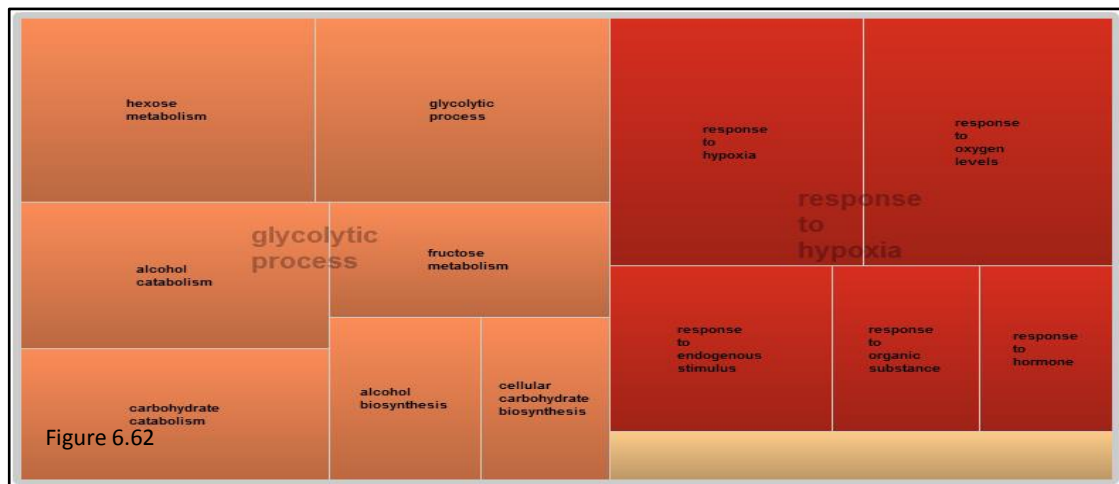 hexose
metabolism
glycolytic
process
response
to
hypoxia
response
to
oxygen
levels
glycolytic
process
response
to
hypoxia
alcohol
catabolism
fructose
metabolism
response
to
endogenous
stimulus
response
to
organic
substance
response
to
hormone
carbohydrate
catabolism
alcohol
biosynthesis
cellular
carbohydrate
biosynthesis
Figure 6.62